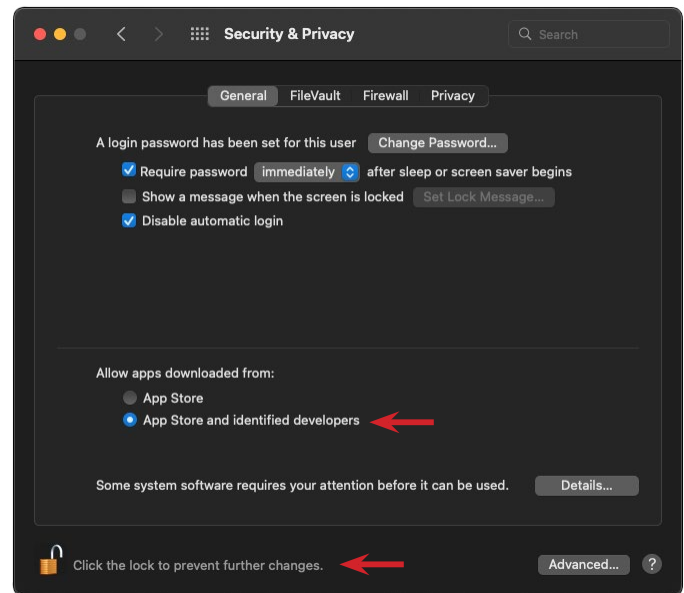 Security & Privacy
Search
General FileVault Firewall Privacy
A login password has been set for this user Change Password...
Require password immediately after sleep or screen saver begins
Show a message when the screen is locked Set Lock Message...
Disable automatic login
Allow apps downloaded from:
App Store
App Store and identified developers
Some system software requires your attention before it can be used. Details...
Click the lock to prevent further changes. Advanced... ?